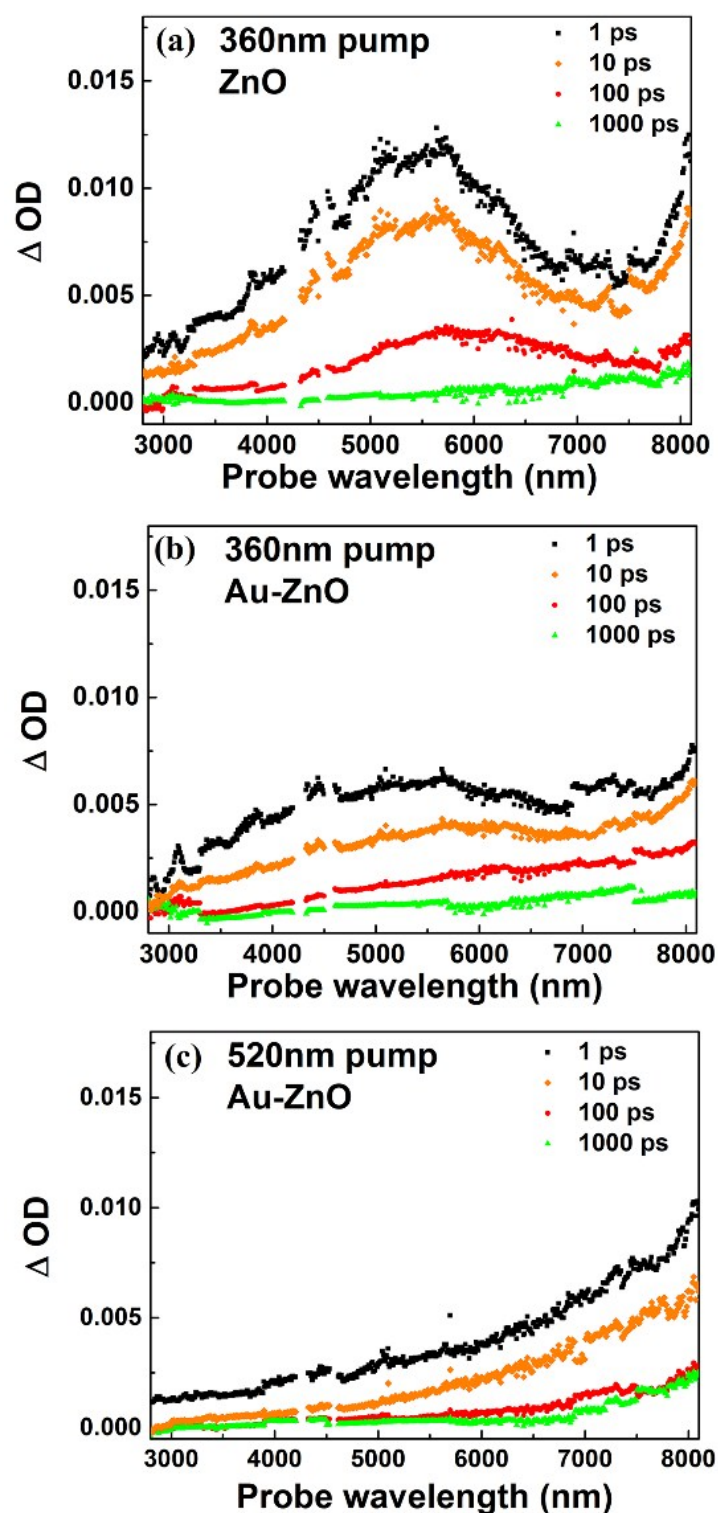 (a) 360nm pump
ZnO
1 ps
10 ps
100 ps
1000 ps
0.015
0.010
0.005
0.000
Δ OD
3000 4000 5000 6000 7000 8000
Probe wavelength (nm)
(b) 360nm pump
Au-ZnO
1 ps
10 ps
100 ps
1000 ps
0.015
0.010
0.005
0.000
Δ OD
3000 4000 5000 6000 7000 8000
Probe wavelength (nm)
(c) 520nm pump
Au-ZnO
1 ps
10 ps
100 ps
1000 ps
0.015
0.010
0.005
0.000
Δ OD
3000 4000 5000 6000 7000 8000
Probe wavelength (nm)